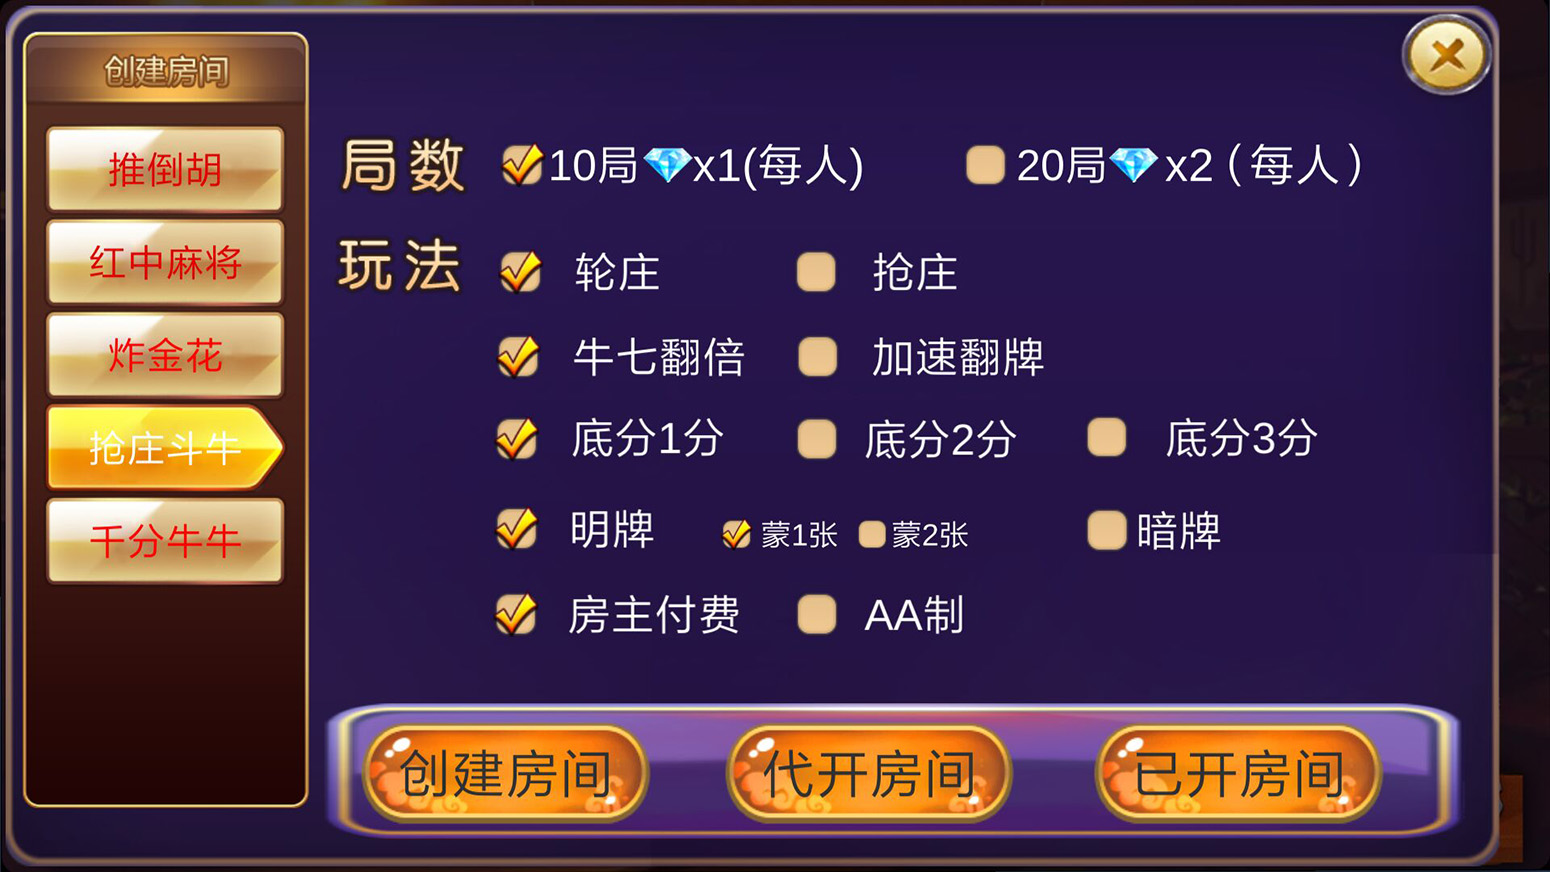 创建房间
推倒胡
红中麻将
炸金花
抢庄斗牛
千分牛牛
局数 10局 x1(每人) 20局 x2（每人）
玩法 轮庄 抢庄
牛七翻倍 加速翻牌
底分1分 底分2分 底分3分
明牌 蒙1张 蒙2张 暗牌
房主付费 AA制
创建房间 代开房间 已开房间